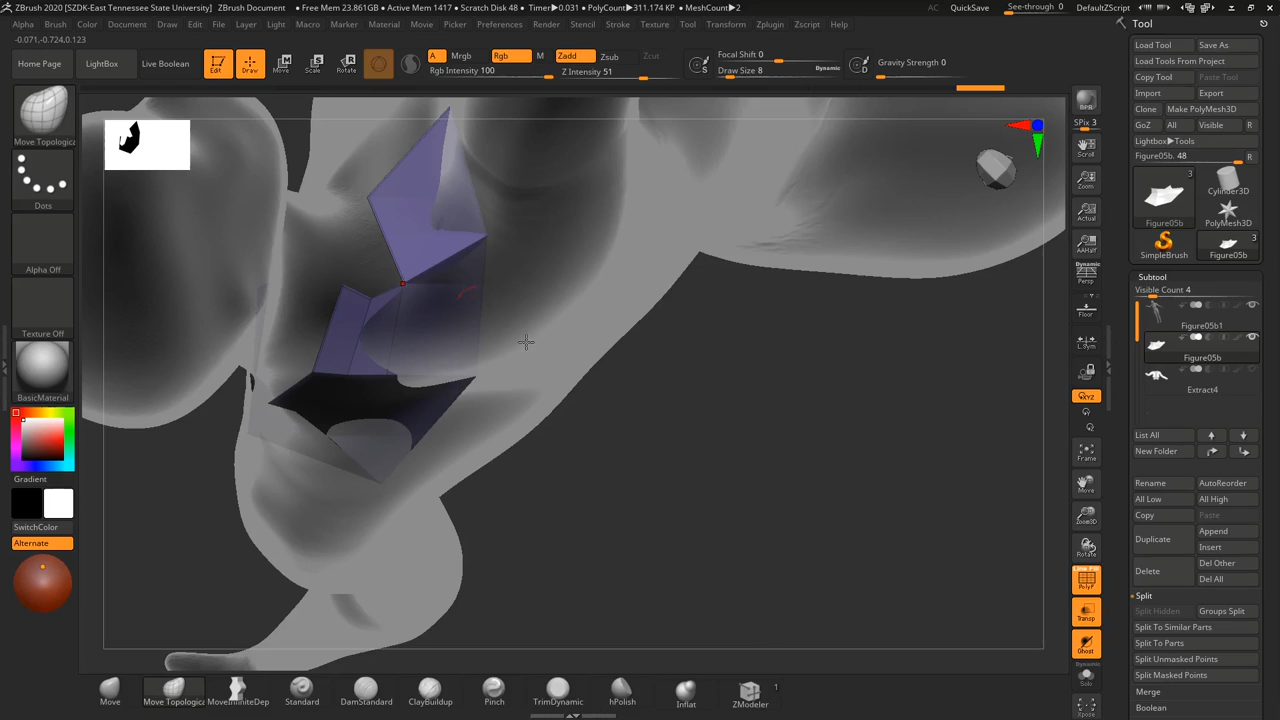 ZBrush 2020 [SZDK-East Tennessee State University] ZBrush Document • Free Mem 23.861GB • Active Mem 1417 • Scratch Disk 48 • Timer▶0.031 • PolyCount▶311.174 KP • MeshCount▶2
AC QuickSave See-through 0 Menus DefaultZScript
Alpha Brush Color Document Draw Edit File Layer Light Macro Marker Material Movie Picker Preferences Render Stencil Stroke Texture Tool Transform Zplugin Zscript Help
Tool
-0.071,-0.724,0.123
Load Tool Save As
Load Tools From Project
Copy Tool Paste Tool
Import Export
Clone Make PolyMesh3D
GoZ All Visible R
Lightbox▶Tools
Figure05b. 48 R
Home Page LightBox Live Boolean Edit Draw Move Scale Rotate
A Mrgb Rgb M Zadd Zsub Zcut
Rgb Intensity 100 Z Intensity 51
S Focal Shift 0
Draw Size 8 Dynamic
D Gravity Strength 0
Move Topologica
Dots
Alpha Off
Texture Off
BasicMaterial
Gradient
SwitchColor
Alternate
BPR
SPix 3
Scroll
Zoom
Actual
AAHalf
Dynamic
Persp
Floor
L.Sym
XYZ
Frame
Move
Zoom3D
Rotate
Line Fill
PolyF
Transp
Ghost
Dynamic
Solo
Xpose
3
Figure05b
Cylinder3D
PolyMesh3D
SimpleBrush
3
Figure05b
Subtool
Visible Count 4
Figure05b1
Figure05b
Extract4
List All
New Folder
Rename AutoReorder
All Low All High
Copy Paste
Duplicate Append
Insert
Delete Del Other
Del All
Split
Split Hidden Groups Split
Split To Similar Parts
Split To Parts
Split Unmasked Points
Split Masked Points
Merge
Boolean
Move Move Topologica MoveInfiniteDep Standard DamStandard ClayBuildup Pinch TrimDynamic hPolish Inflat ZModeler
1